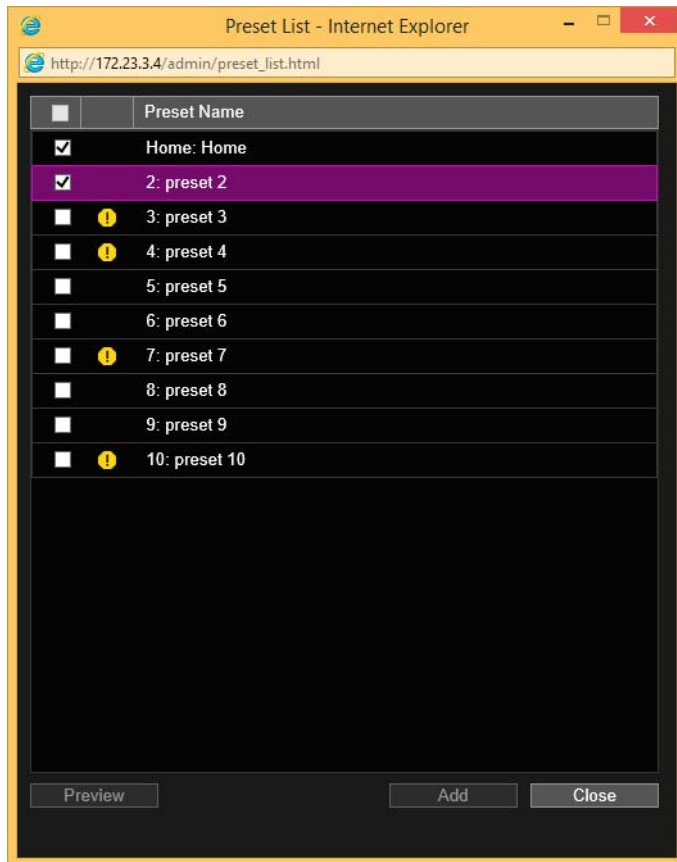 Preset List - Internet Explorer
http://172.23.3.4/admin/preset_list.html
Preset Name
Home: Home
2: preset 2
3: preset 3
4: preset 4
5: preset 5
6: preset 6
7: preset 7
8: preset 8
9: preset 9
10: preset 10
Preview Add Close